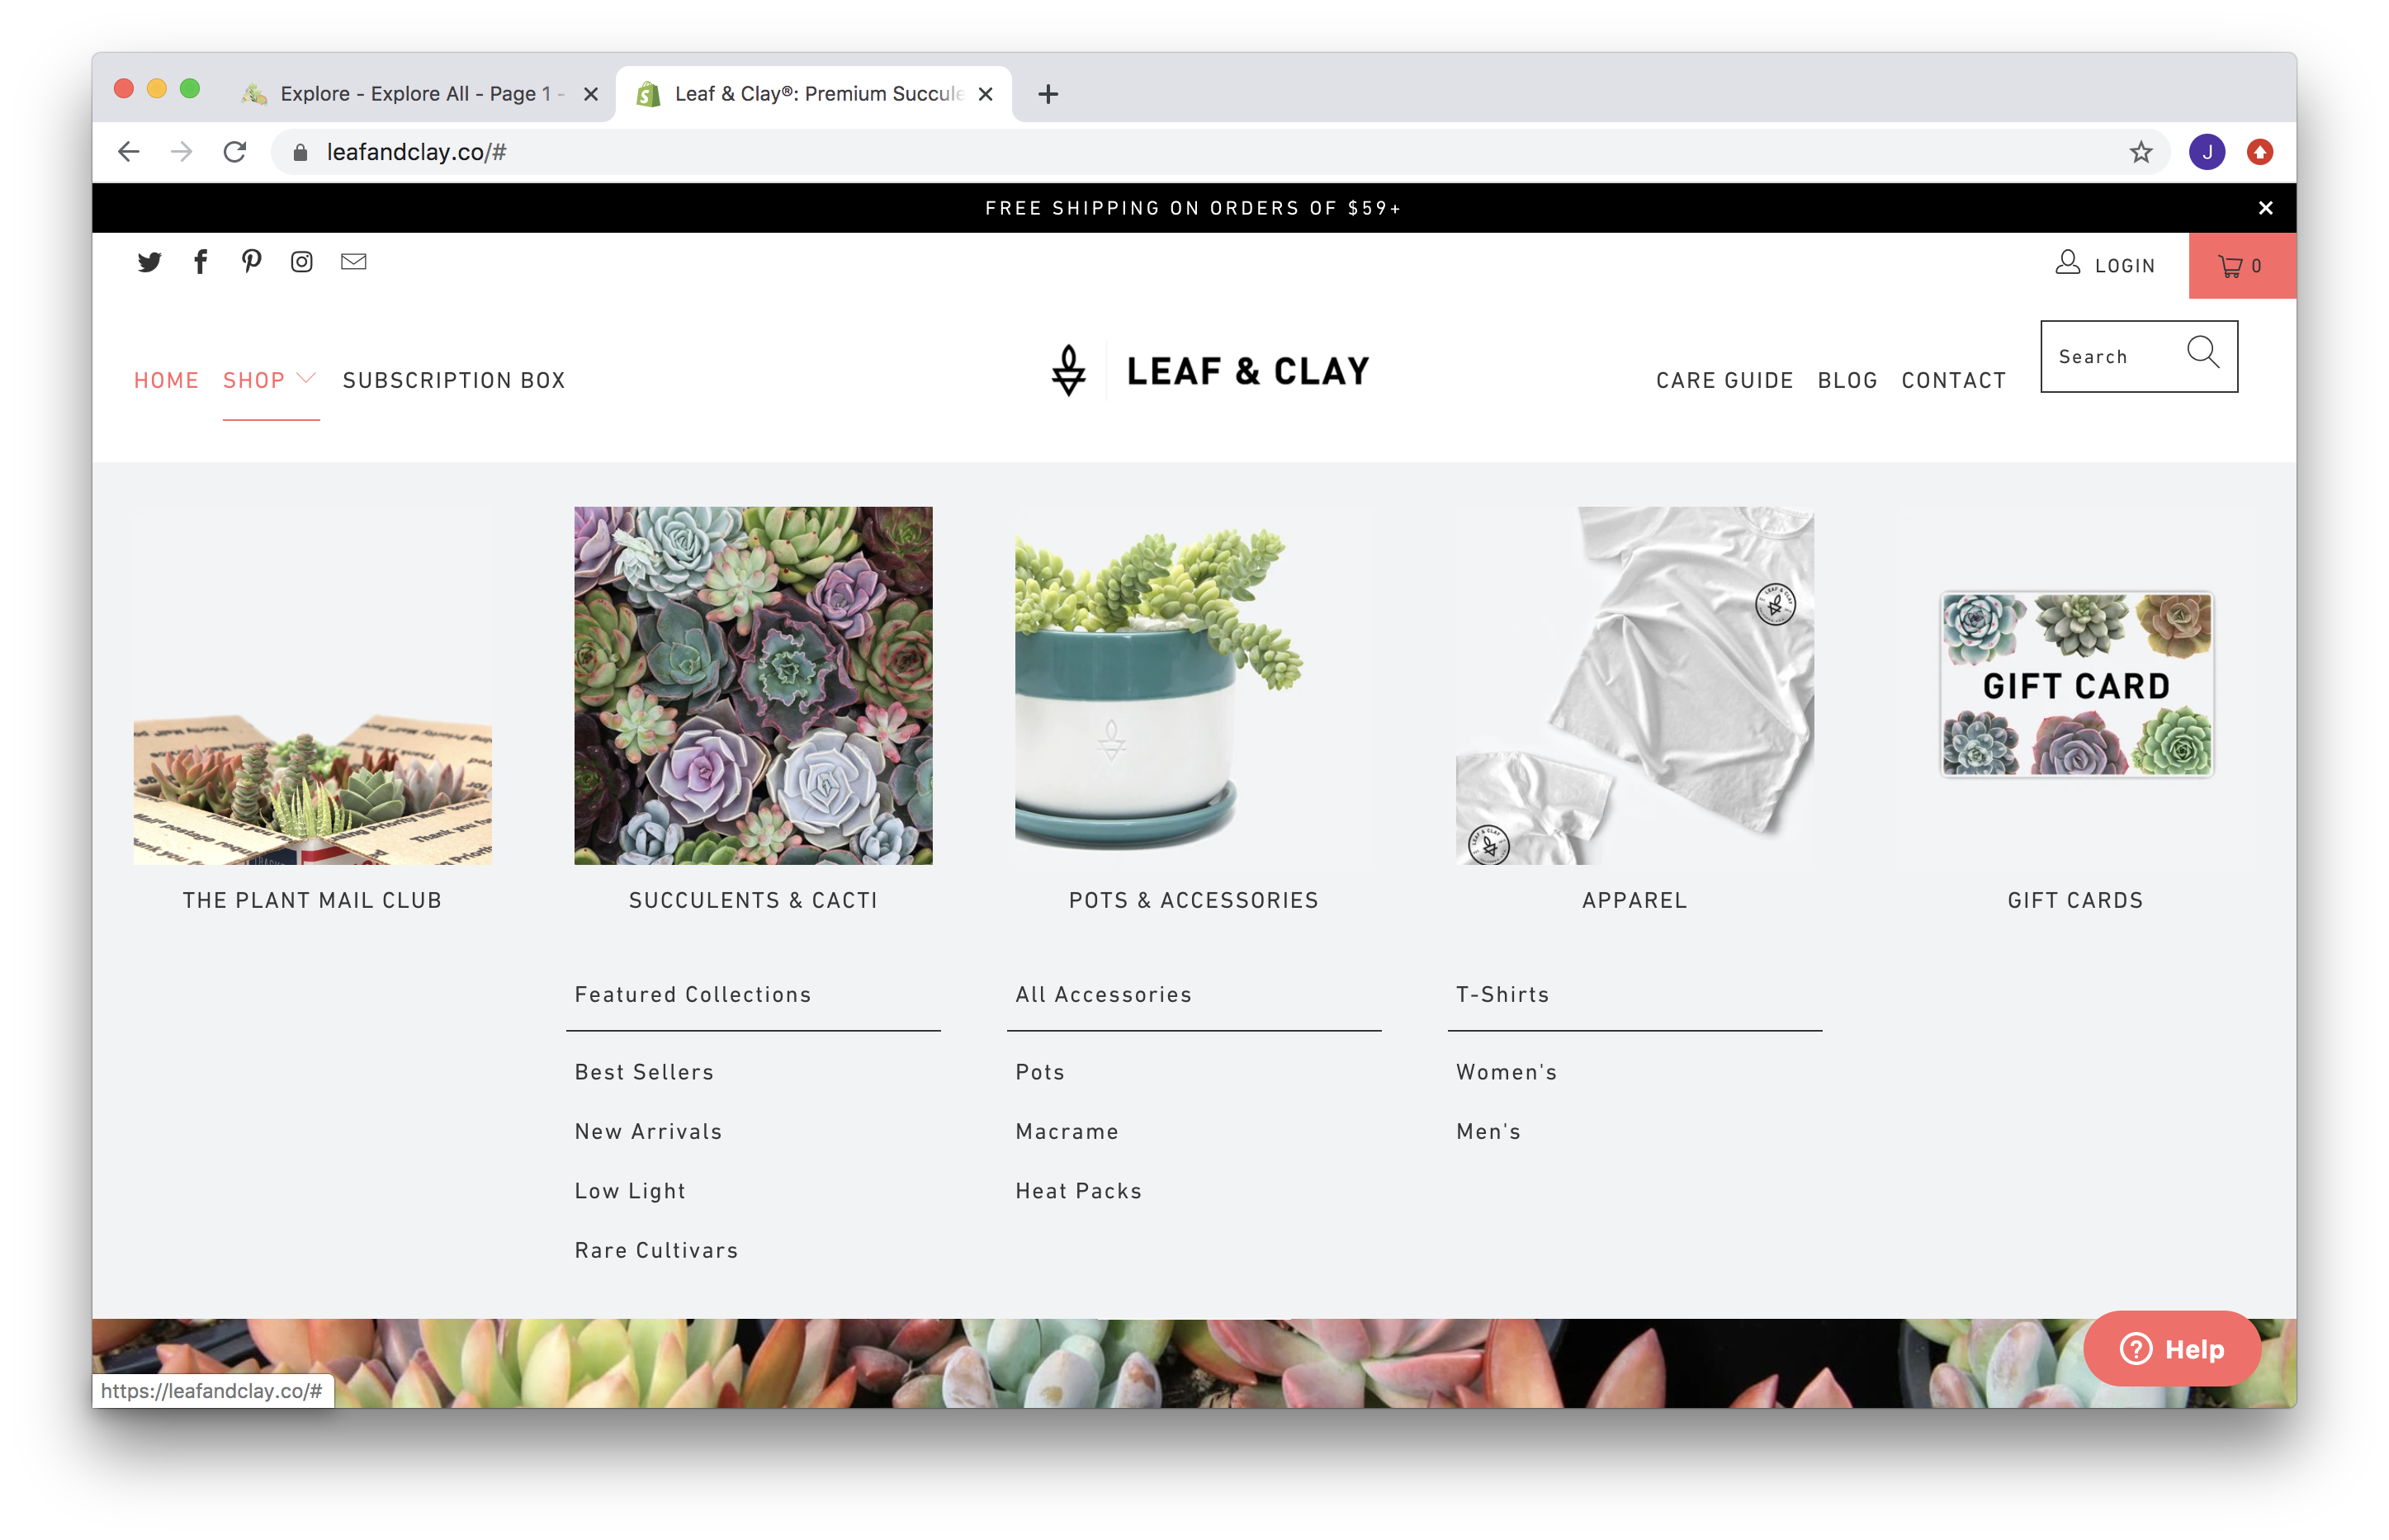 Explore - Explore All - Page 1 -
Leaf & Clay®: Premium Succule
leafandclay.co/#
J
FREE SHIPPING ON ORDERS OF $59+
LOGIN
0
HOME SHOP SUBSCRIPTION BOX
LEAF & CLAY
CARE GUIDE BLOG CONTACT
Search
GIFT CARD
THE PLANT MAIL CLUB
SUCCULENTS & CACTI
POTS & ACCESSORIES
APPAREL
GIFT CARDS
Featured Collections
Best Sellers
New Arrivals
Low Light
Rare Cultivars
All Accessories
Pots
Macrame
Heat Packs
T-Shirts
Women's
Men's
Help
https://leafandclay.co/#